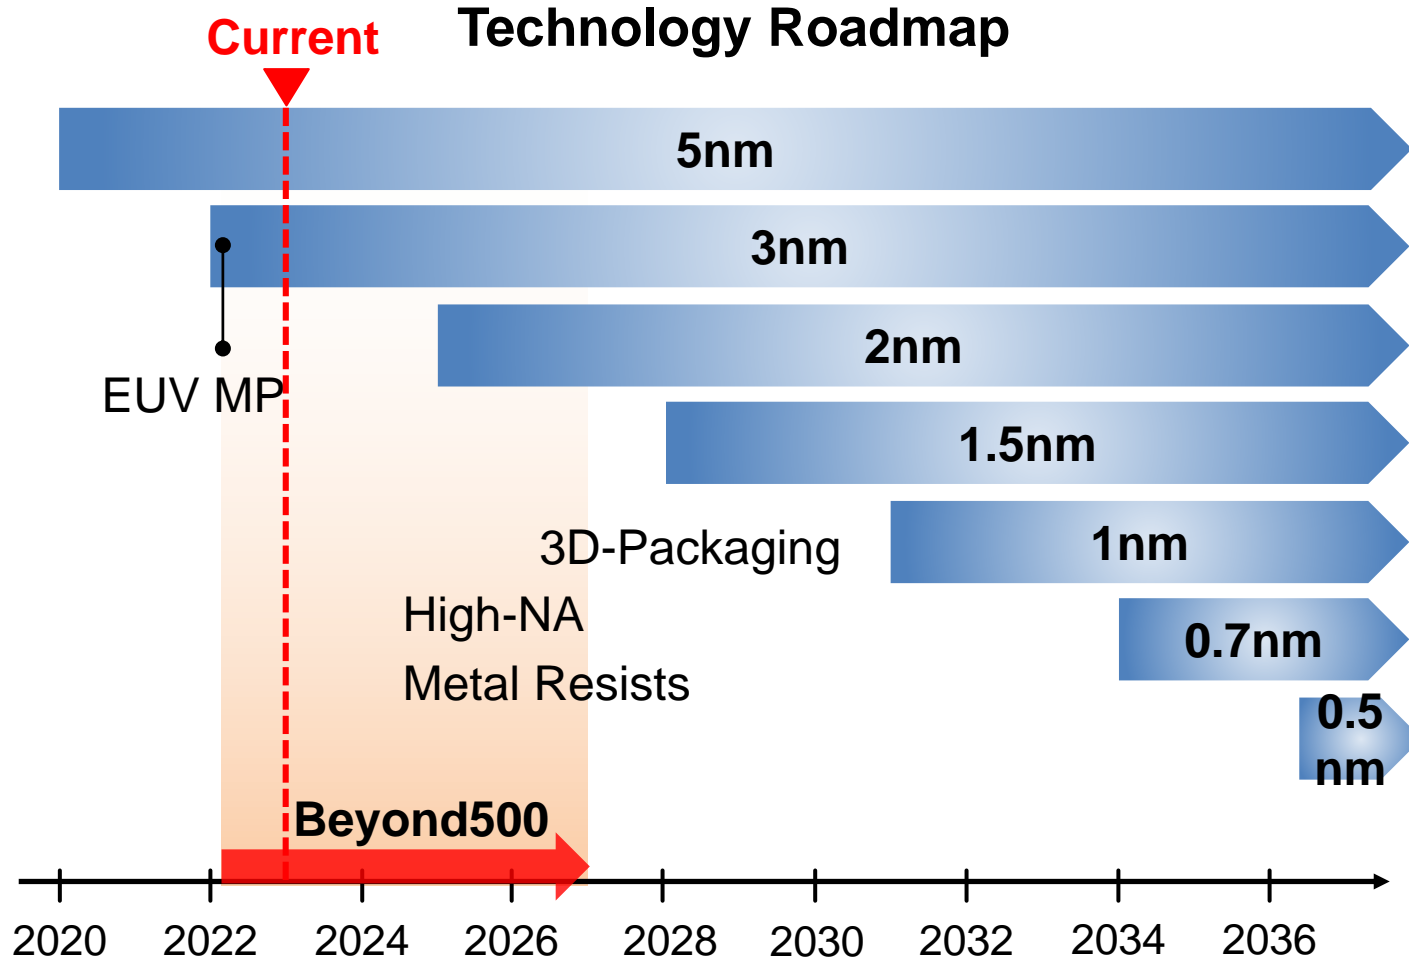 Technology Roadmap
Current
5nm
3nm
2nm
EUV MP
1.5nm
3D-Packaging
1nm
High-NA
0.7nm
Metal Resists
0.5
nm
Beyond500
2020 2022 2024 2026 2028 2030 2032 2034 2036